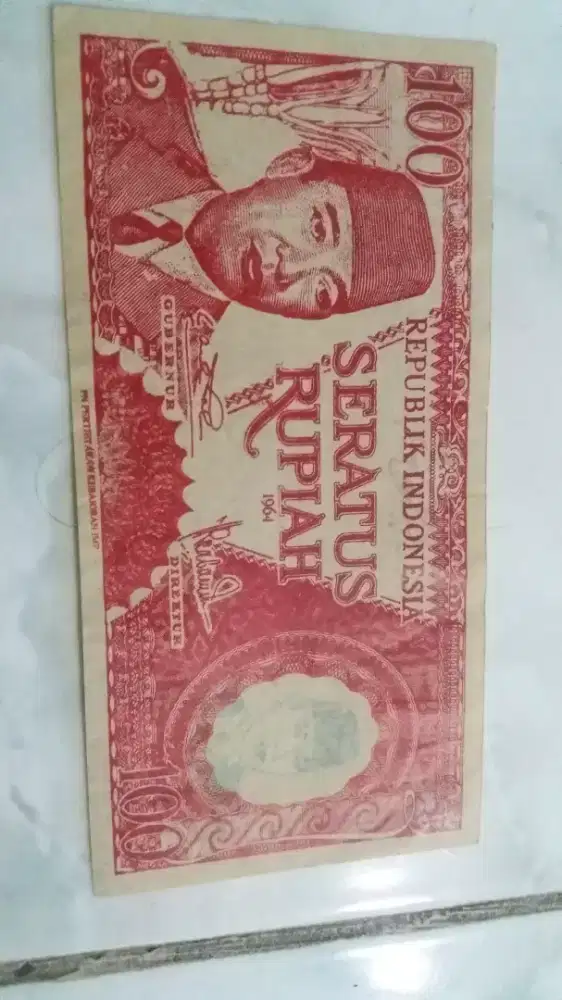 100
REPUBLIK INDONESIA
SERATUS
RUPIAH
1964
GUBERNUR
DIREKTUR
100